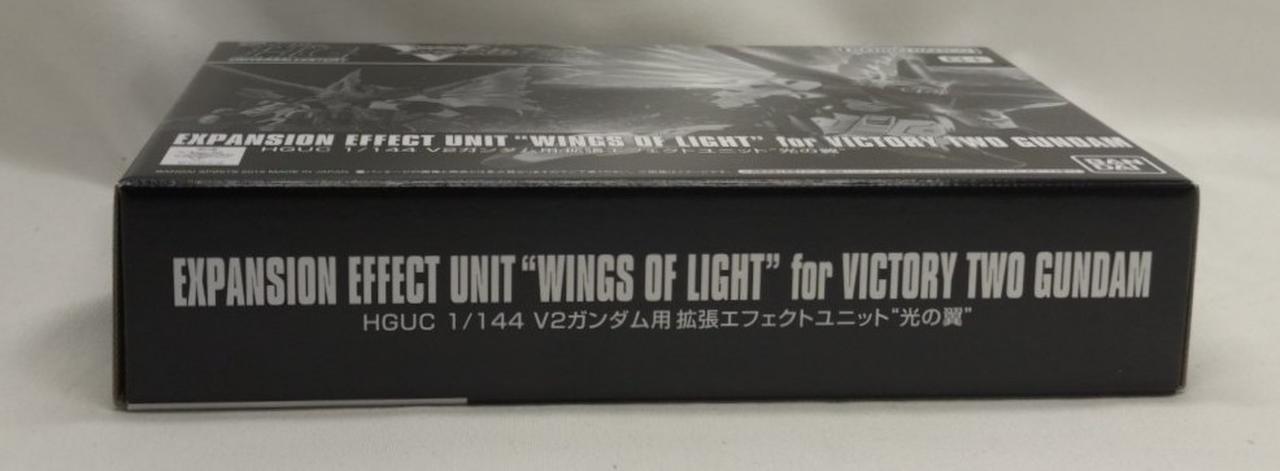 EXPANSION EFFECT UNIT “WINGS OF LIGHT” for VICTORY TWO GUNDAM
HGUC 1/144 V2ガンダム用 拡張エフェクトユニット“光の翼”
BAN
DAI
EXPANSION EFFECT UNIT “WINGS OF LIGHT” for VICTORY TWO GUNDAM
HGUC 1/144 V2ガンダム用 拡張エフェクトユニット“光の翼”